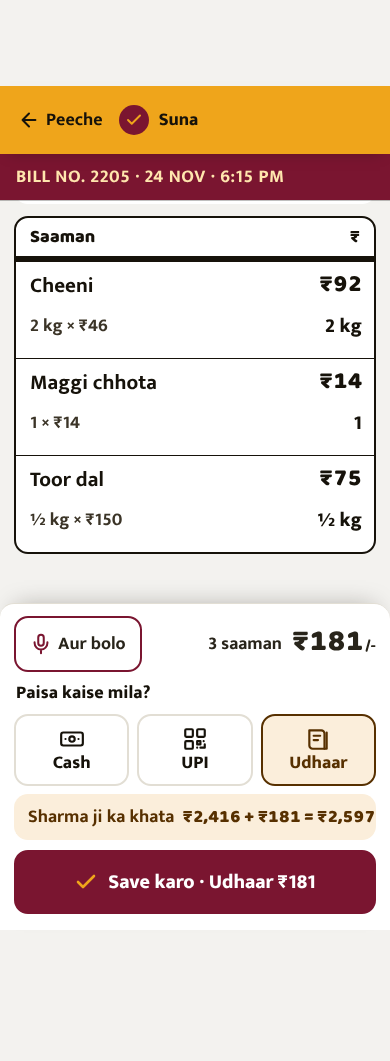 Peeche Suna
BILL NO. 2205 · 24 NOV · 6:15 PM
Saaman ₹
Cheeni ₹92
2 kg × ₹46 2 kg
Maggi chhota ₹14
1 × ₹14 1
Toor dal ₹75
½ kg × ₹150 ½ kg
Aur bolo 3 saaman ₹181/-
Paisa kaise mila?
Cash UPI Udhaar
Sharma ji ka khata ₹2,416 + ₹181 = ₹2,597
Save karo · Udhaar ₹181